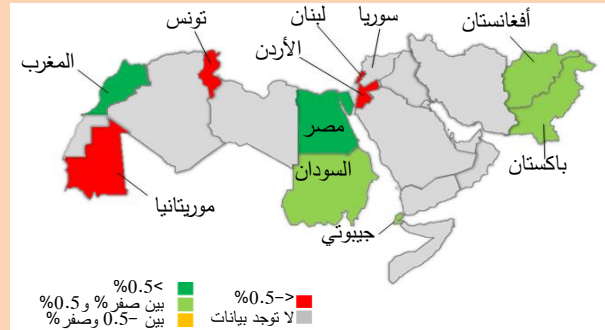 تونس
لبنان
سوريا
أفغانستان
المغرب
الأردن
مصر
باكستان
السودان
موريتانيا
جيبوتي
>0.5%
بين صفر% و0.5%
بين –0.5 وصفر%
<–0.5%
لا توجد بيانات